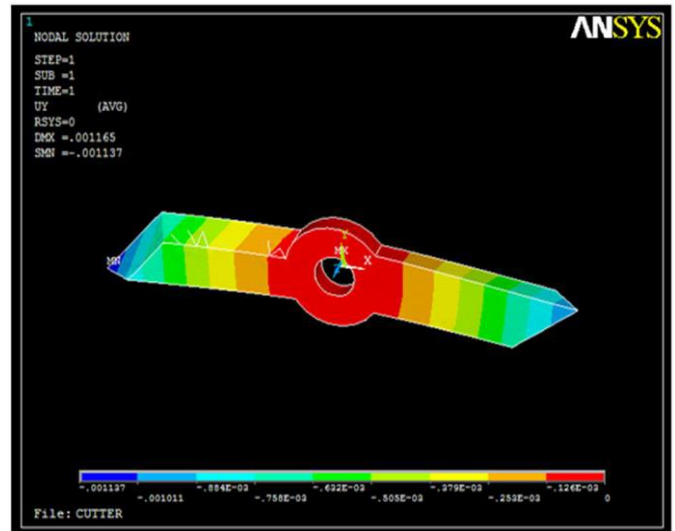 1
ANSYS
NODAL SOLUTION
STEP=1
SUB =1
TIME=1
UY (AVG)
RSYS=0
DMX =.001165
SMN =-.001137
Y
MX
X
MN
-.001137 -.884E-03 -.632E-03 -.379E-03 -.126E-03
-.001011 -.758E-03 -.505E-03 -.253E-03 0
File: CUTTER